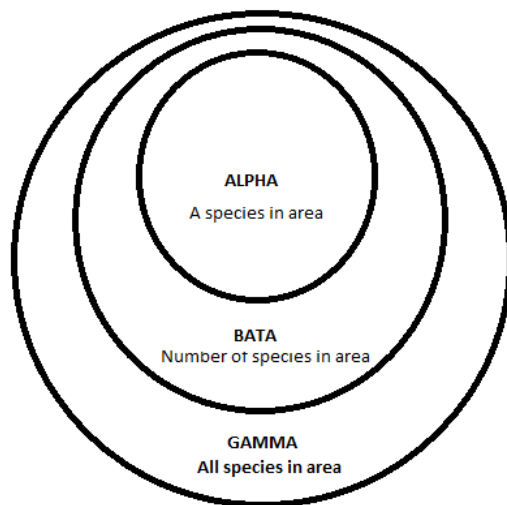 ALPHA
A species in area
BATA
Number of species in area
GAMMA
All species in area